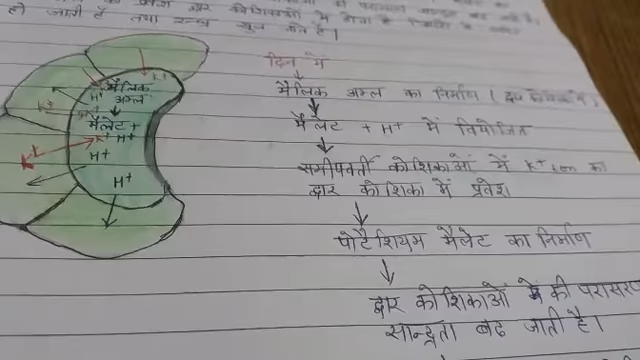 हो जाती है तथा रन्ध्र खुल जाते है।
दिन में
↓
मैलिक अम्ल का निर्माण (द्वार कोशिका में)
↓
मैलेट + H+ में वियोजित
↓
समीपवर्ती कोशिकाओं में K+ ion का
द्वार कोशिका में प्रवेश
↓
पोटैशियम मैलेट का निर्माण
↓
द्वार कोशिकाओं में की परासरण
सान्द्रता बढ जाती है।
K+
मैलिक
H+
अम्ल
↓
K+
मैलेट +
H+
K+
H+
H+